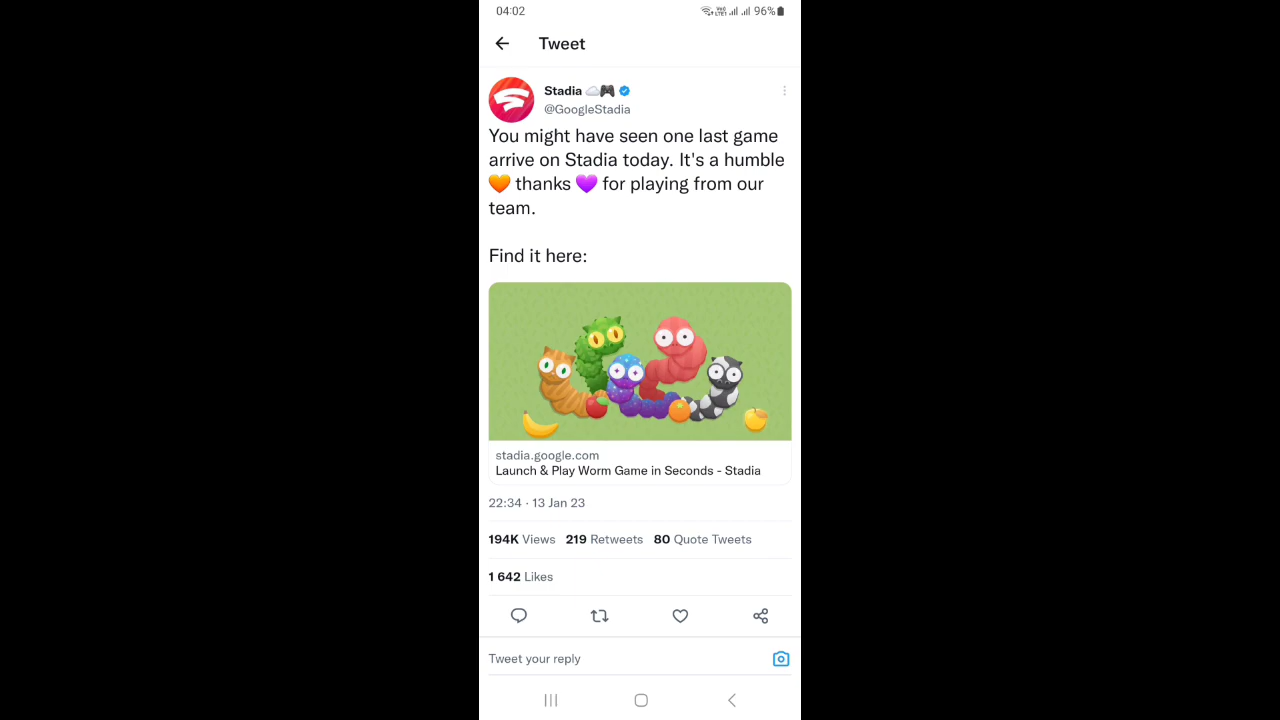 04:02
96%
Tweet
Stadia ☁️🎮
@GoogleStadia
You might have seen one last game
arrive on Stadia today. It's a humble
🧡 thanks 💜 for playing from our
team.
Find it here:
stadia.google.com
Launch & Play Worm Game in Seconds - Stadia
22:34 · 13 Jan 23
194K Views 219 Retweets 80 Quote Tweets
1 642 Likes
Tweet your reply